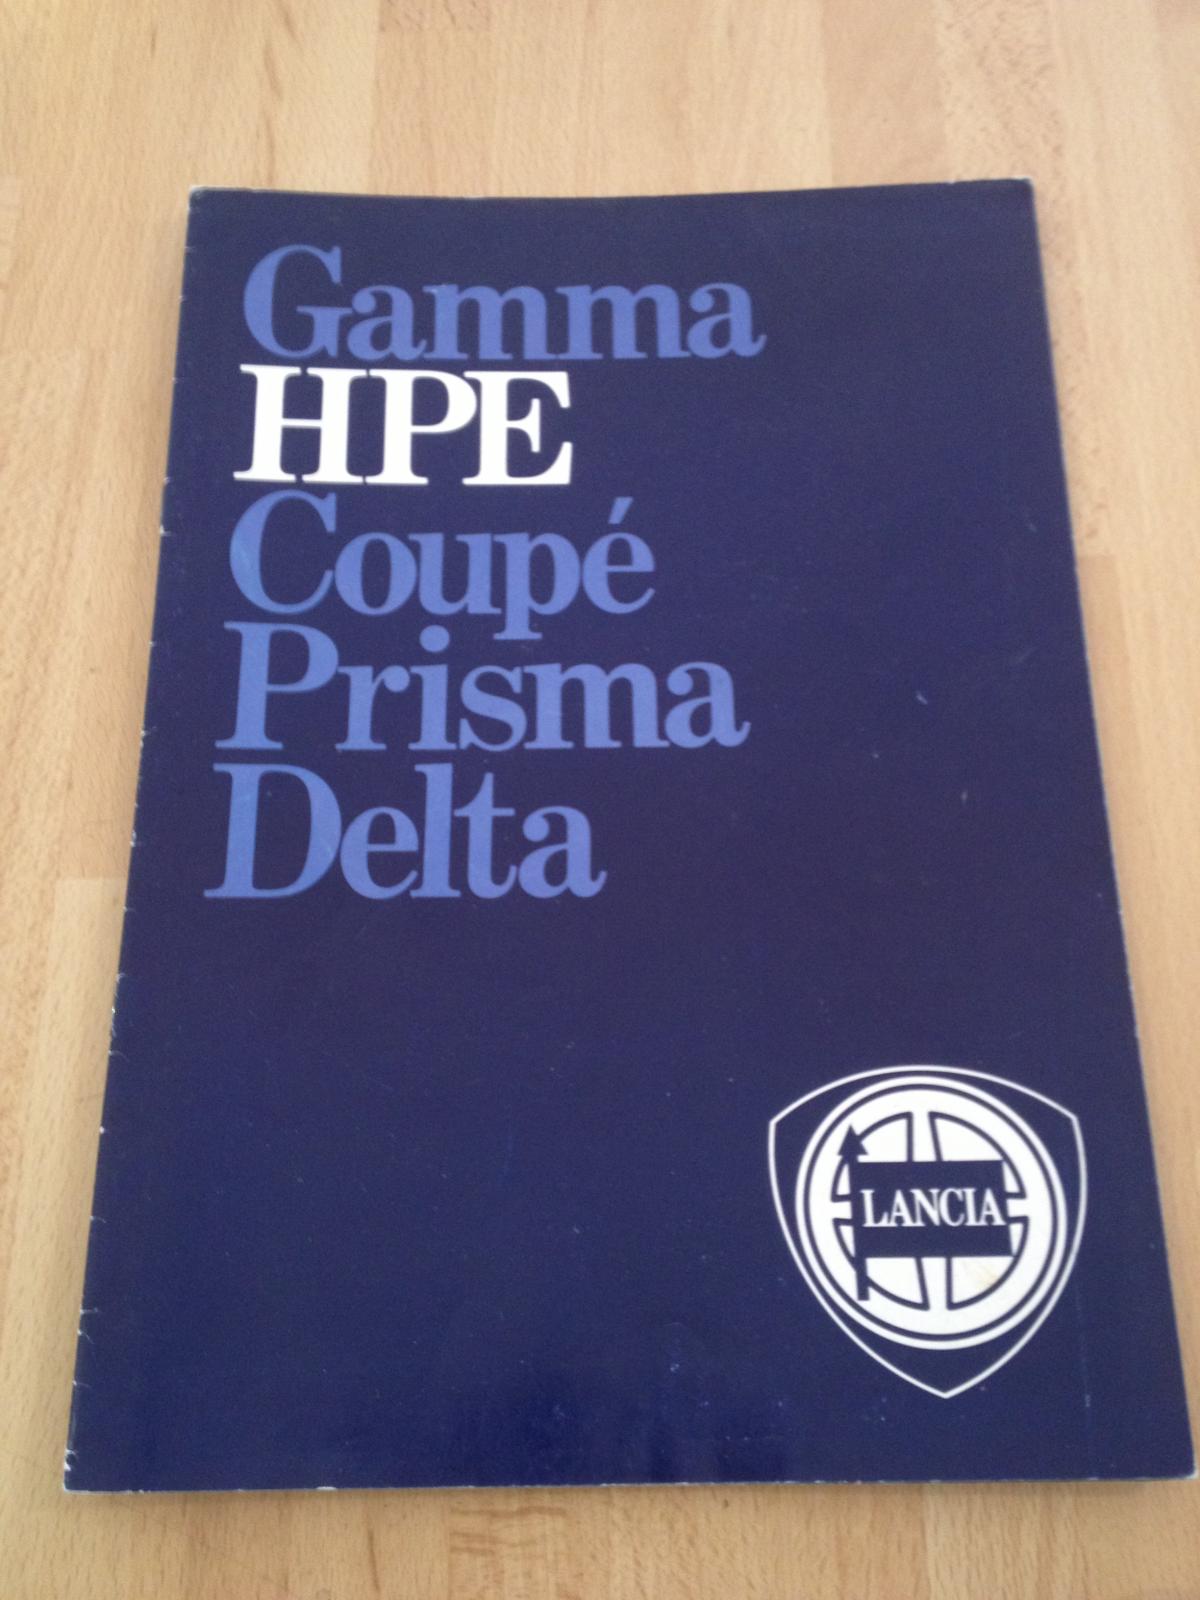 Gamma
HPE
Coupé
Prisma
Delta
LANCIA